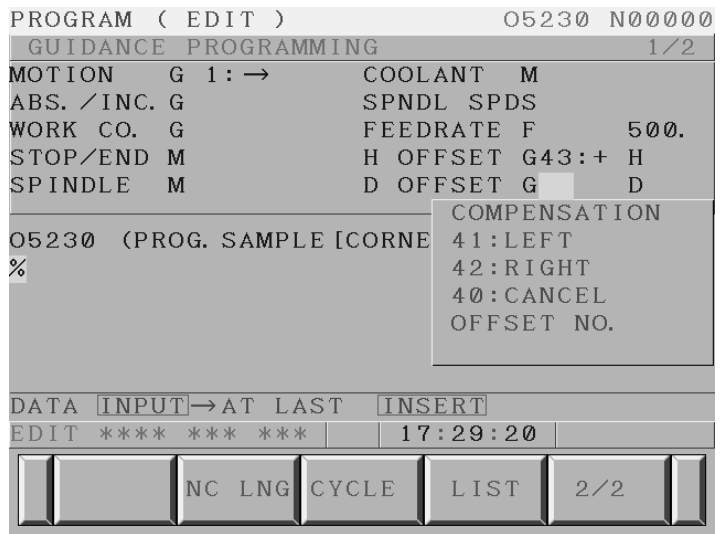 PROGRAM ( EDIT ) O5230 N00000
GUIDANCE PROGRAMMING 1/2
MOTION G 1:→ COOLANT M
ABS./INC. G SPNDL SPDS
WORK CO. G FEEDRATE F 500.
STOP/END M H OFFSET G43:+ H
SPINDLE M D OFFSET G D
COMPENSATION
O5230 (PROG. SAMPLE [CORNE 41:LEFT
% 42:RIGHT
40:CANCEL
OFFSET NO.
DATA INPUT→AT LAST INSERT
EDIT **** *** *** 17:29:20
NC LNG CYCLE LIST 2/2